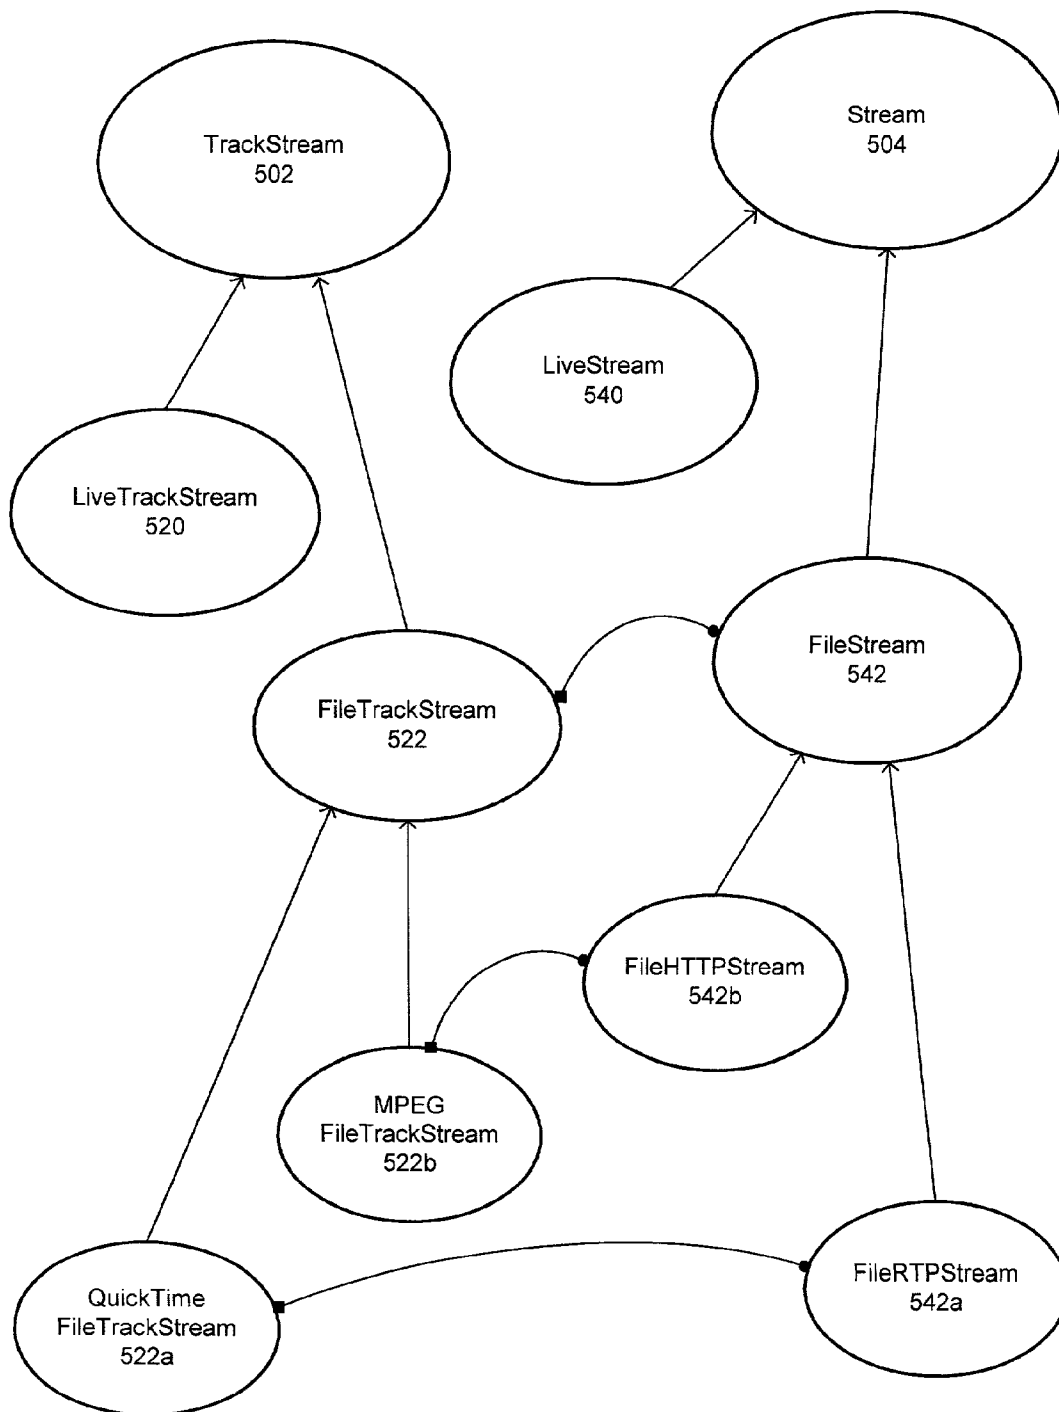 TrackStream
502
Stream
504
LiveStream
540
LiveTrackStream
520
FileStream
542
FileTrackStream
522
FileHTTPStream
542b
MPEG
FileTrackStream
522b
FileRTPStream
542a
QuickTime
FileTrackStream
522a